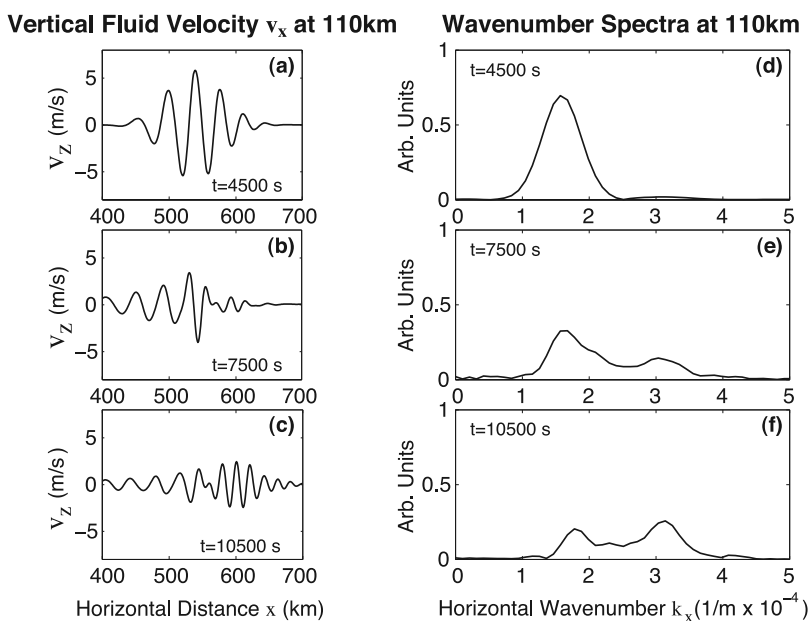 Vertical Fluid Velocity vx at 110km
Wavenumber Spectra at 110km
(a)
5
0
−5
VZ (m/s)
t=4500 s
400 500 600 700
(b)
5
0
−5
VZ (m/s)
t=7500 s
400 500 600 700
(c)
5
0
−5
VZ (m/s)
t=10500 s
400 500 600 700
Horizontal Distance x (km)
t=4500 s
(d)
1
0.5
0
Arb. Units
0 1 2 3 4 5
t=7500 s
(e)
1
0.5
0
Arb. Units
0 1 2 3 4 5
t=10500 s
(f)
1
0.5
0
Arb. Units
0 1 2 3 4 5
Horizontal Wavenumber kx(1/m x 10⁻⁴)